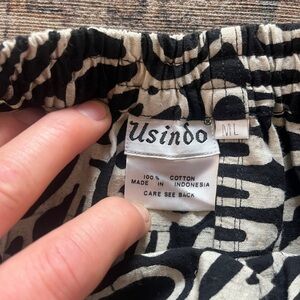 Usindo®
M/L
100% COTTON
MADE IN INDONESIA
CARE SEE BACK